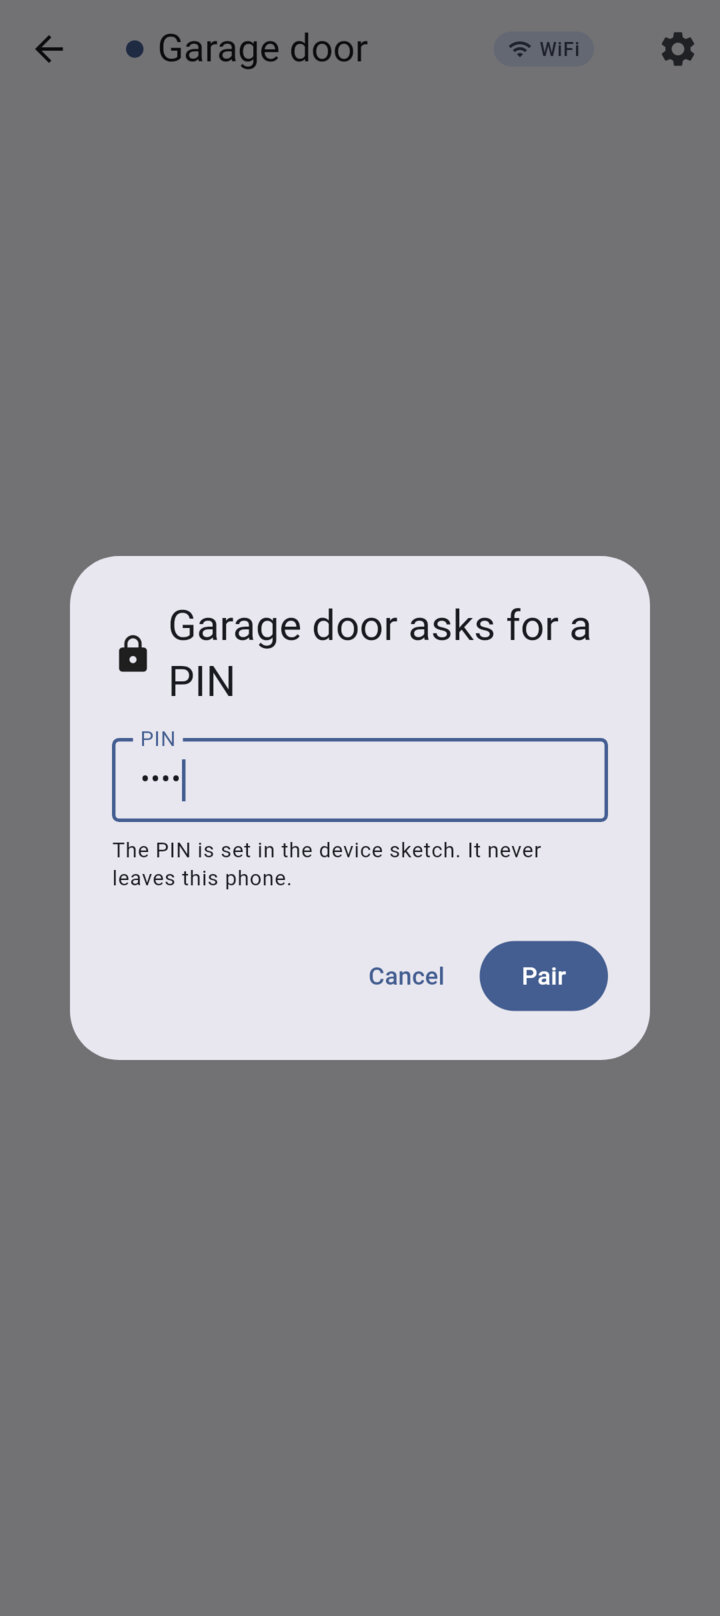 Garage door
WiFi
Garage door asks for a
PIN
PIN
••••
The PIN is set in the device sketch. It never
leaves this phone.
Cancel
Pair